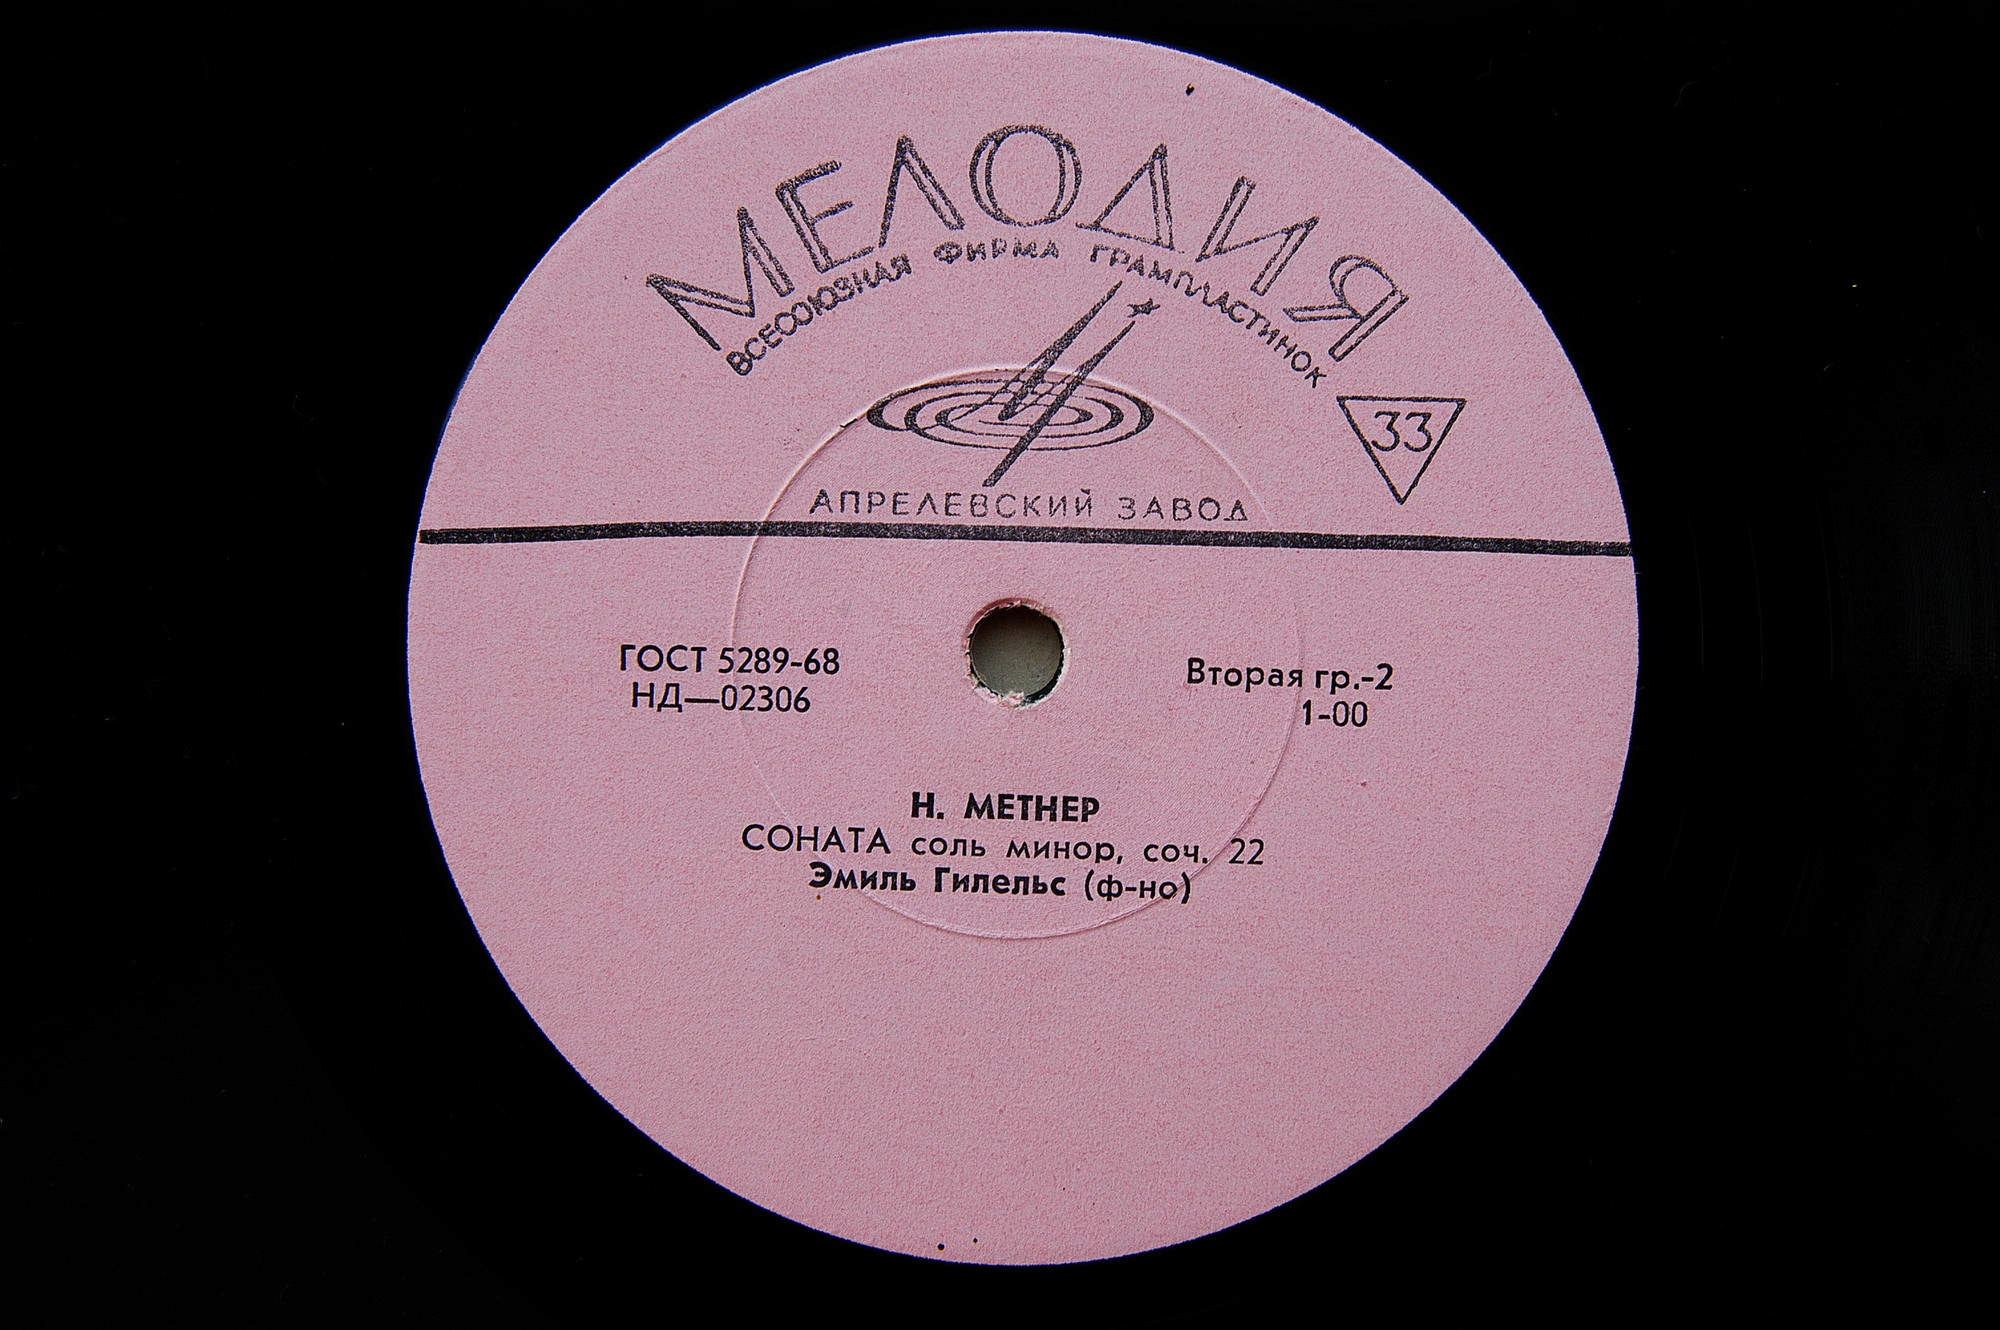 МЕЛОДИЯ
ВСЕСОЮЗНАЯ ФИРМА ГРАМПЛАСТИНОК
33
АПРЕЛЕВСКИЙ ЗАВОД
ГОСТ 5289-68
НД—02306
Вторая гр.-2
1-00
Н. МЕТНЕР
СОНАТА соль минор, соч. 22
Эмиль Гилельс (ф-но)